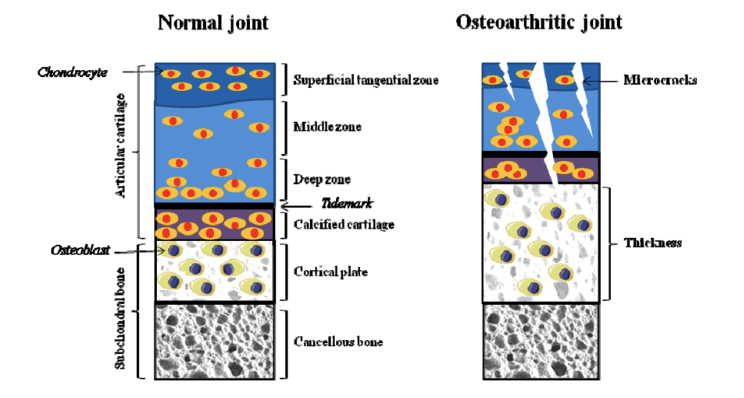 Normal joint
Osteoarthritic joint
Chondrocyte
Superficial tangential zone
Microcracks
Articular cartilage
Middle zone
Deep zone
Tidemark
Calcified cartilage
Osteoblast
Thickness
Subchondral bone
Cortical plate
Cancellous bone